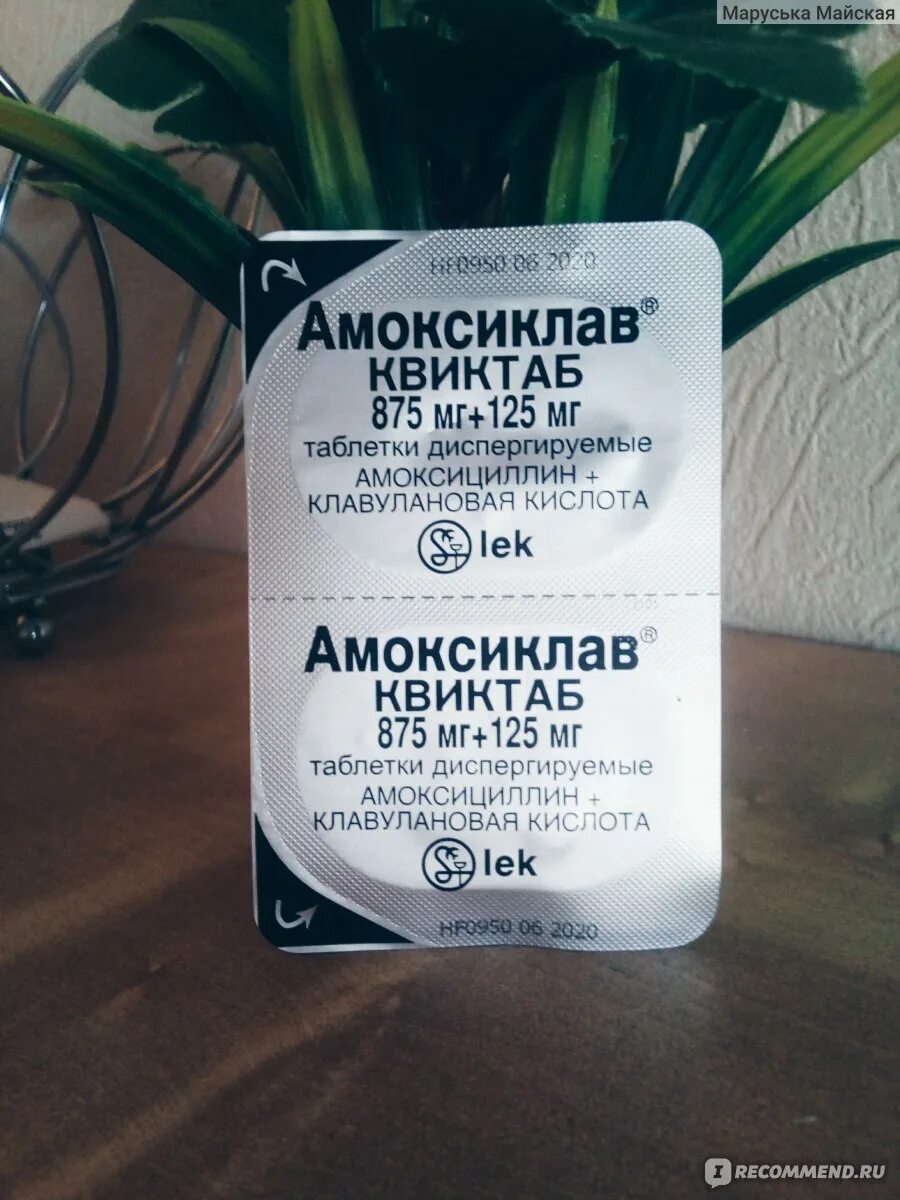 Маруська Майская
HF0950 06 2020
Амоксиклав®
КВИКТАБ
875 мг+125 мг
таблетки диспергируемые
АМОКСИЦИЛЛИН +
КЛАВУЛАНОВАЯ КИСЛОТА
lek
Амоксиклав®
КВИКТАБ
875 мг+125 мг
таблетки диспергируемые
АМОКСИЦИЛЛИН +
КЛАВУЛАНОВАЯ КИСЛОТА
lek
HF0950 06 2020
IRECOMMEND.RU